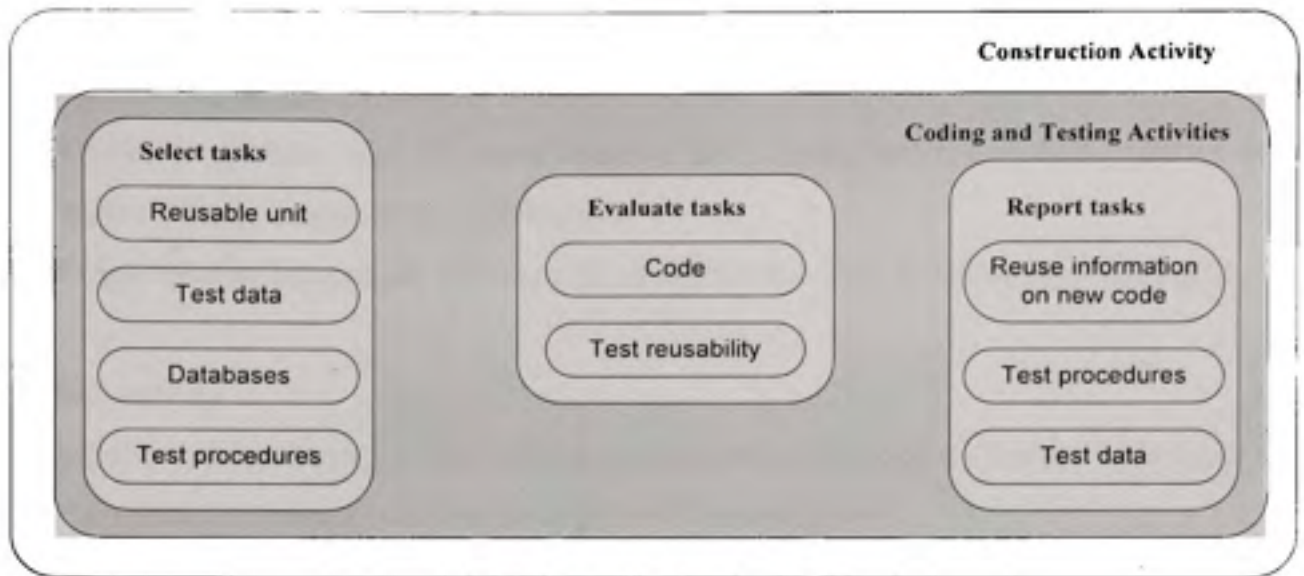 Construction Activity
Coding and Testing Activities
Select tasks
Reusable unit
Test data
Databases
Test procedures
Evaluate tasks
Code
Test reusability
Report tasks
Reuse information
on new code
Test procedures
Test data